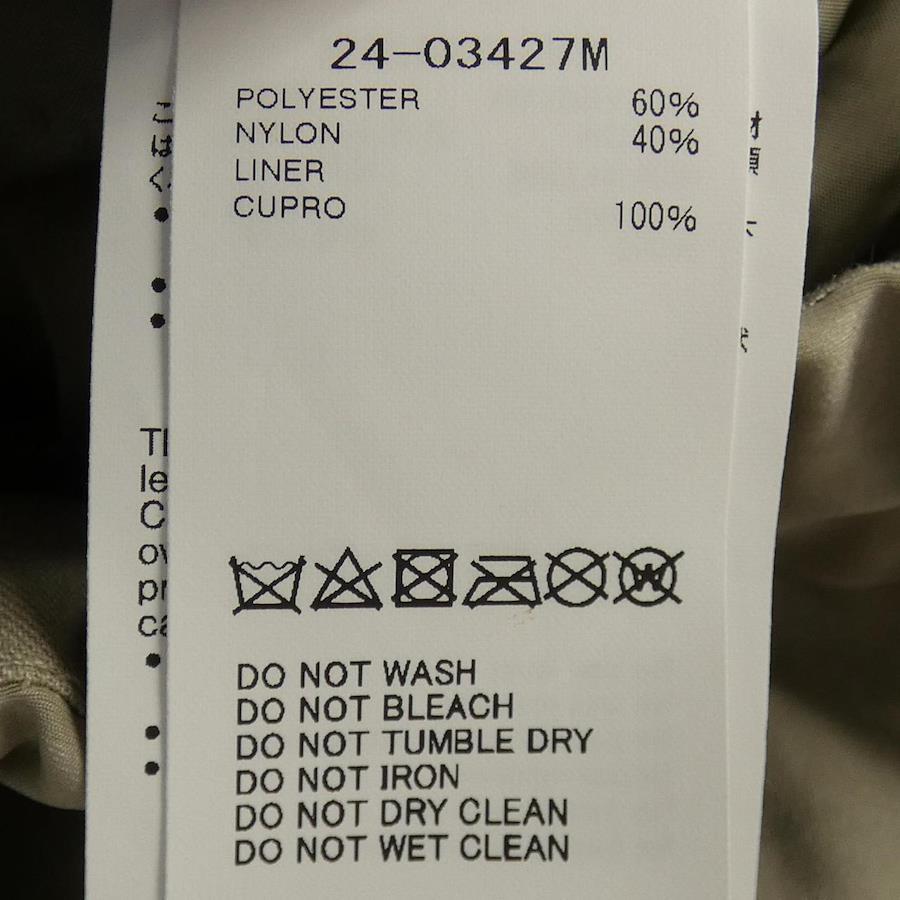 24-03427M
POLYESTER 60%
NYLON 40%
LINER
CUPRO 100%
DO NOT WASH
DO NOT BLEACH
DO NOT TUMBLE DRY
DO NOT IRON
DO NOT DRY CLEAN
DO NOT WET CLEAN